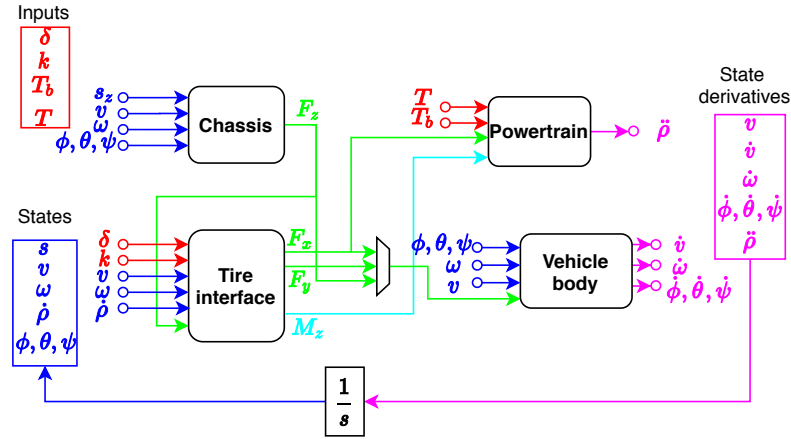 Inputs
δ
k
T_b
T
s_z
v
ω
ϕ, θ, ψ
Chassis
F_z
T
T_b
Powertrain
ρ̈
State
derivatives
v
v̇
ω̇
ϕ̇, θ̇, ψ̇
ρ̈
States
s
v
ω
ρ̇
ϕ, θ, ψ
δ
k
v
ω
ρ̇
Tire
interface
F_x
F_y
M_z
ϕ, θ, ψ
ω
v
Vehicle
body
v̇
ω̇
ϕ̇, θ̇, ψ̇
1
s